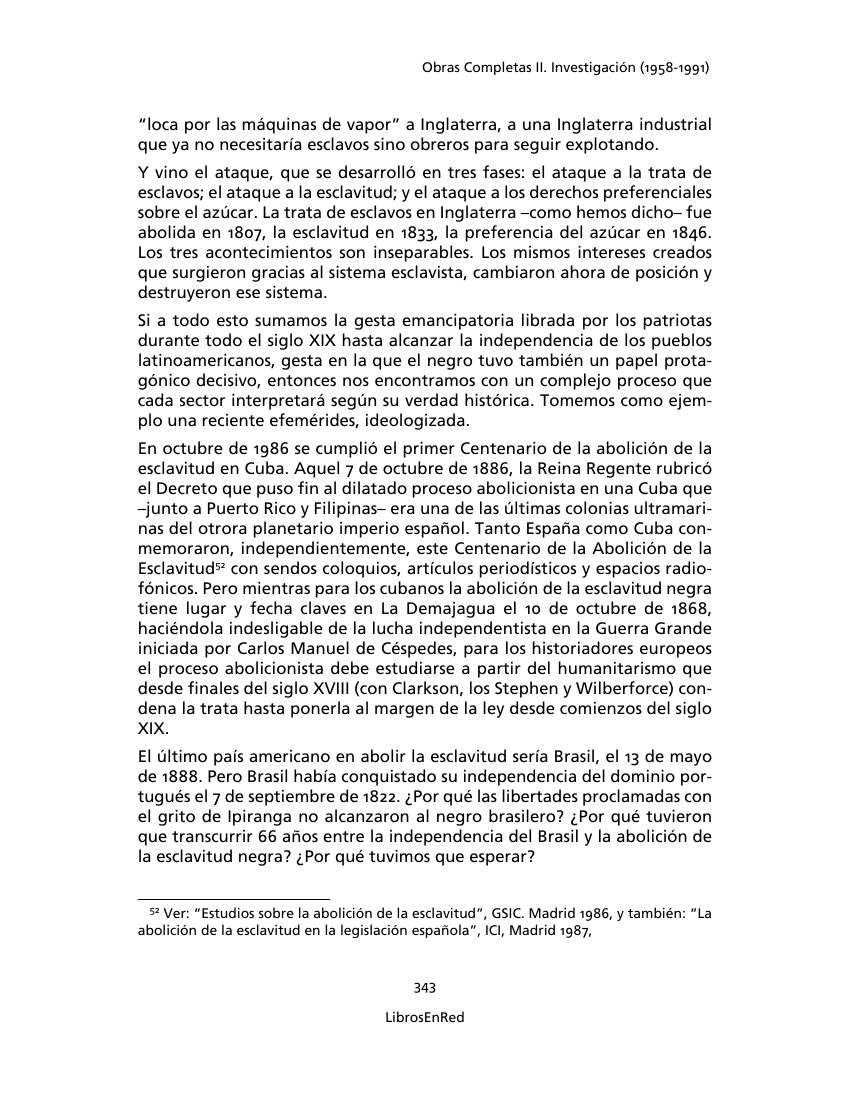 Obras Completas II. Investigación (1958-1991)
“loca por las máquinas de vapor” a Inglaterra, a una Inglaterra industrial
que ya no necesitaría esclavos sino obreros para seguir explotando.
Y vino el ataque, que se desarrolló en tres fases: el ataque a la trata de
esclavos; el ataque a la esclavitud; y el ataque a los derechos preferenciales
sobre el azúcar. La trata de esclavos en Inglaterra –como hemos dicho– fue
abolida en 1807, la esclavitud en 1833, la preferencia del azúcar en 1846.
Los tres acontecimientos son inseparables. Los mismos intereses creados
que surgieron gracias al sistema esclavista, cambiaron ahora de posición y
destruyeron ese sistema.
Si a todo esto sumamos la gesta emancipatoria librada por los patriotas
durante todo el siglo XIX hasta alcanzar la independencia de los pueblos
latinoamericanos, gesta en la que el negro tuvo también un papel prota-
gónico decisivo, entonces nos encontramos con un complejo proceso que
cada sector interpretará según su verdad histórica. Tomemos como ejem-
plo una reciente efemérides, ideologizada.
En octubre de 1986 se cumplió el primer Centenario de la abolición de la
esclavitud en Cuba. Aquel 7 de octubre de 1886, la Reina Regente rubricó
el Decreto que puso fin al dilatado proceso abolicionista en una Cuba que
–junto a Puerto Rico y Filipinas– era una de las últimas colonias ultramari-
nas del otrora planetario imperio español. Tanto España como Cuba con-
memoraron, independientemente, este Centenario de la Abolición de la
Esclavitud⁵² con sendos coloquios, artículos periodísticos y espacios radio-
fónicos. Pero mientras para los cubanos la abolición de la esclavitud negra
tiene lugar y fecha claves en La Demajagua el 10 de octubre de 1868,
haciéndola indesligable de la lucha independentista en la Guerra Grande
iniciada por Carlos Manuel de Céspedes, para los historiadores europeos
el proceso abolicionista debe estudiarse a partir del humanitarismo que
desde finales del siglo XVIII (con Clarkson, los Stephen y Wilberforce) con-
dena la trata hasta ponerla al margen de la ley desde comienzos del siglo
XIX.
El último país americano en abolir la esclavitud sería Brasil, el 13 de mayo
de 1888. Pero Brasil había conquistado su independencia del dominio por-
tugués el 7 de septiembre de 1822. ¿Por qué las libertades proclamadas con
el grito de Ipiranga no alcanzaron al negro brasilero? ¿Por qué tuvieron
que transcurrir 66 años entre la independencia del Brasil y la abolición de
la esclavitud negra? ¿Por qué tuvimos que esperar?
⁵² Ver: “Estudios sobre la abolición de la esclavitud”, GSIC. Madrid 1986, y también: “La
abolición de la esclavitud en la legislación española”, ICI, Madrid 1987,
343
LibrosEnRed